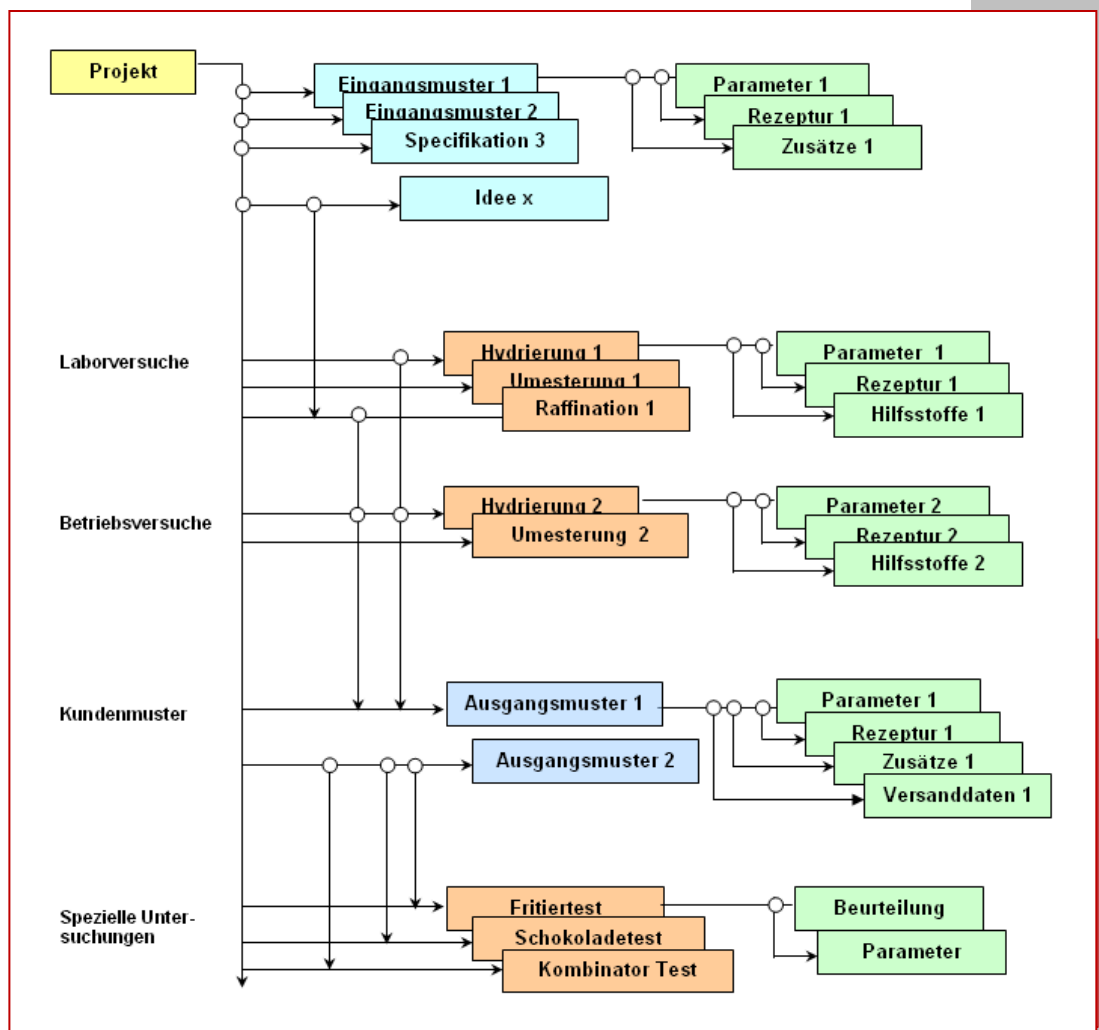 Projekt
Eingangsmuster 1
Eingangsmuster 2
Specifikation 3
Parameter 1
Rezeptur 1
Zusätze 1
Idee x
Laborversuche
Hydrierung 1
Umesterung 1
Raffination 1
Parameter 1
Rezeptur 1
Hilfsstoffe 1
Betriebsversuche
Hydrierung 2
Umesterung 2
Parameter 2
Rezeptur 2
Hilfsstoffe 2
Kundenmuster
Ausgangsmuster 1
Ausgangsmuster 2
Parameter 1
Rezeptur 1
Zusätze 1
Versanddaten 1
Spezielle Unter-
suchungen
Fritiertest
Schokoladetest
Kombinator Test
Beurteilung
Parameter